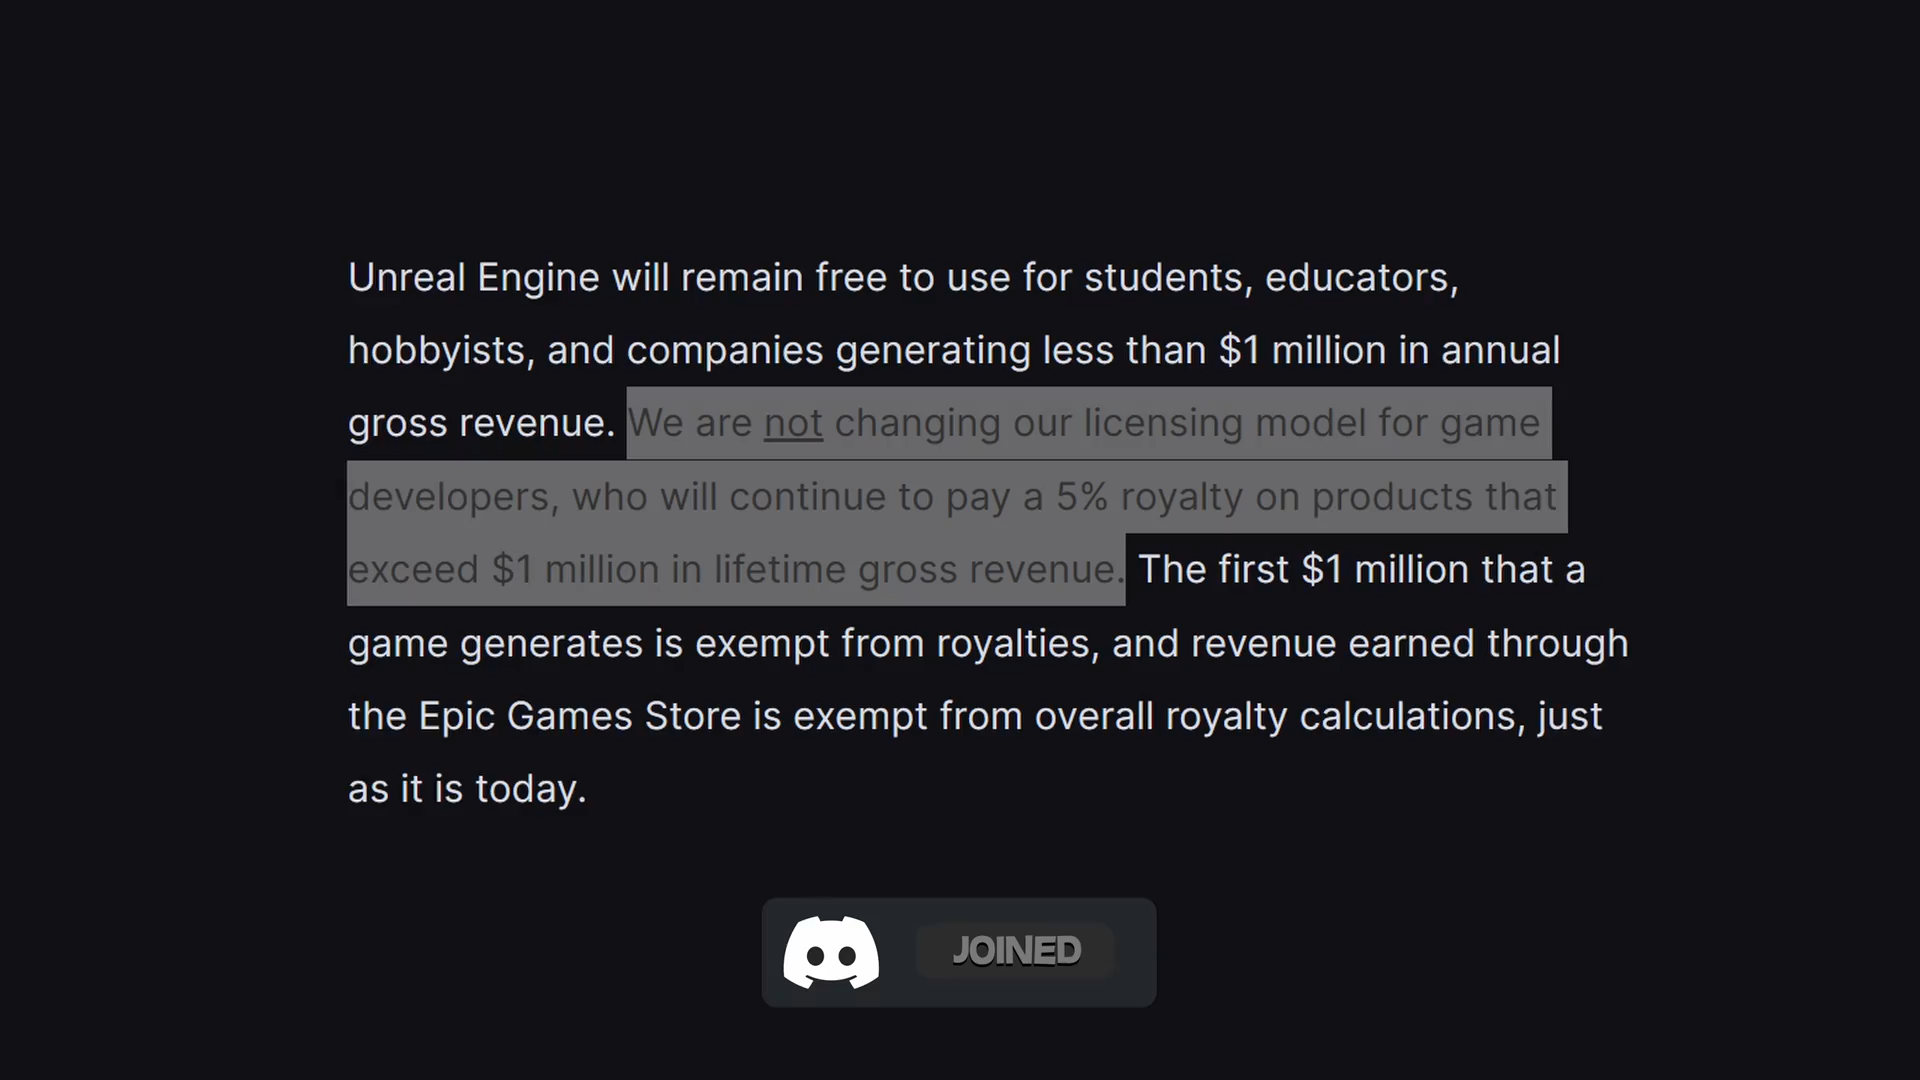 Unreal Engine will remain free to use for students, educators,
hobbyists, and companies generating less than $1 million in annual
gross revenue. We are not changing our licensing model for game
developers, who will continue to pay a 5% royalty on products that
exceed $1 million in lifetime gross revenue. The first $1 million that a
game generates is exempt from royalties, and revenue earned through
the Epic Games Store is exempt from overall royalty calculations, just
as it is today.
JOINED